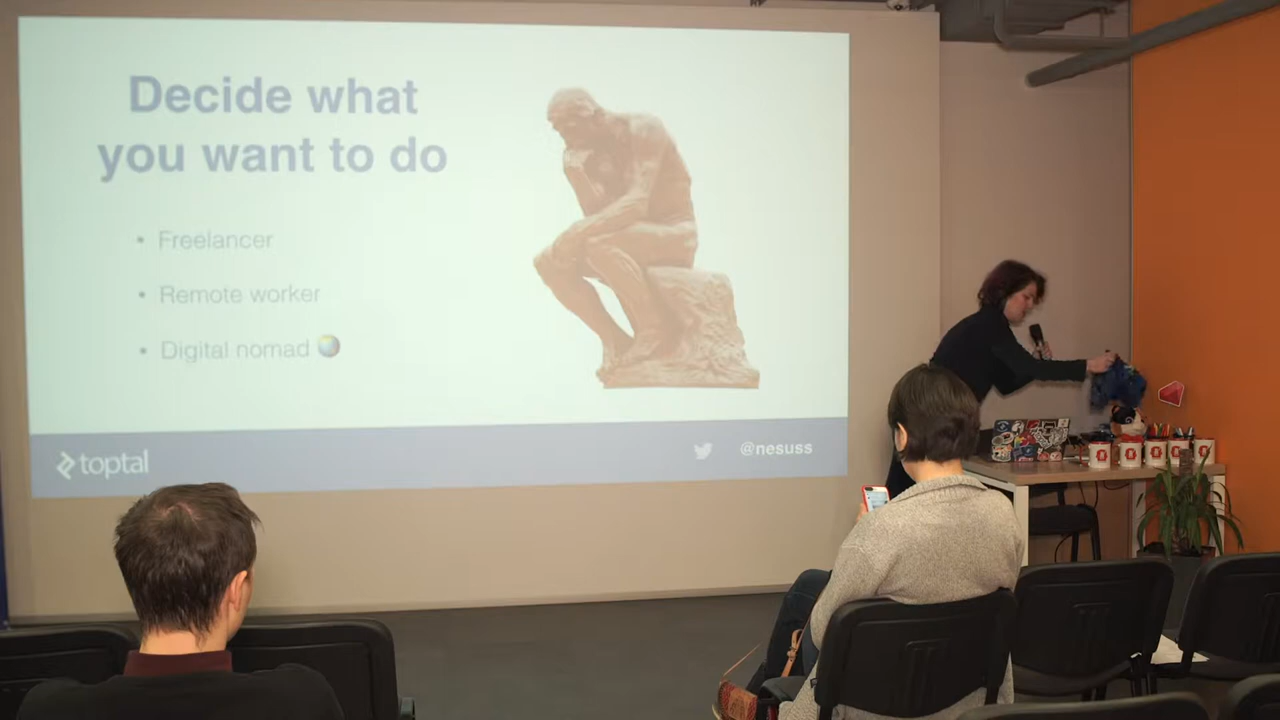 Decide what
you want to do
• Freelancer
• Remote worker
• Digital nomad
toptal
@nesuss